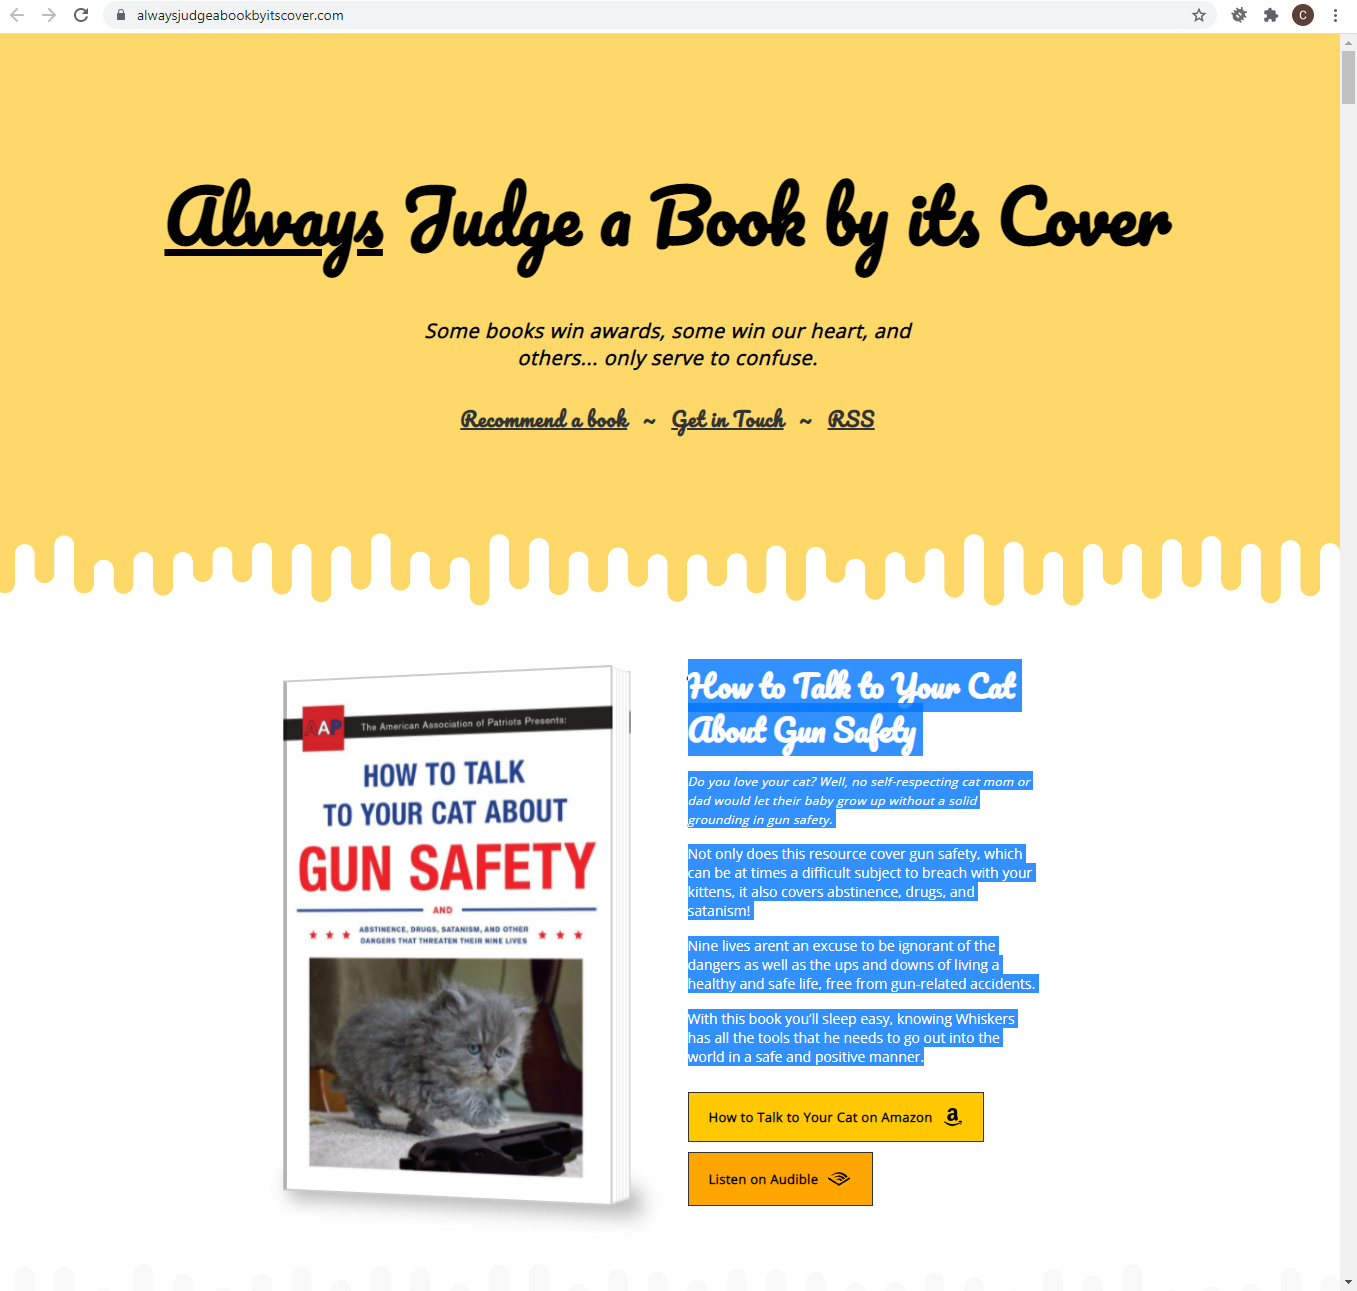 alwaysjudgeabookbyitscover.com
C
Always Judge a Book by its Cover
Some books win awards, some win our heart, and
others... only serve to confuse.
Recommend a book ~ Get in Touch ~ RSS
AAP The American Association of Patriots Presents:
HOW TO TALK
TO YOUR CAT ABOUT
GUN SAFETY
AND
ABSTINENCE, DRUGS, SATANISM, AND OTHER
DANGERS THAT THREATEN THEIR NINE LIVES
How to Talk to Your Cat
About Gun Safety
Do you love your cat? Well, no self-respecting cat mom or
dad would let their baby grow up without a solid
grounding in gun safety.
Not only does this resource cover gun safety, which
can be at times a difficult subject to breach with your
kittens, it also covers abstinence, drugs, and
satanism!
Nine lives arent an excuse to be ignorant of the
dangers as well as the ups and downs of living a
healthy and safe life, free from gun-related accidents.
With this book you’ll sleep easy, knowing Whiskers
has all the tools that he needs to go out into the
world in a safe and positive manner.
How to Talk to Your Cat on Amazon
Listen on Audible